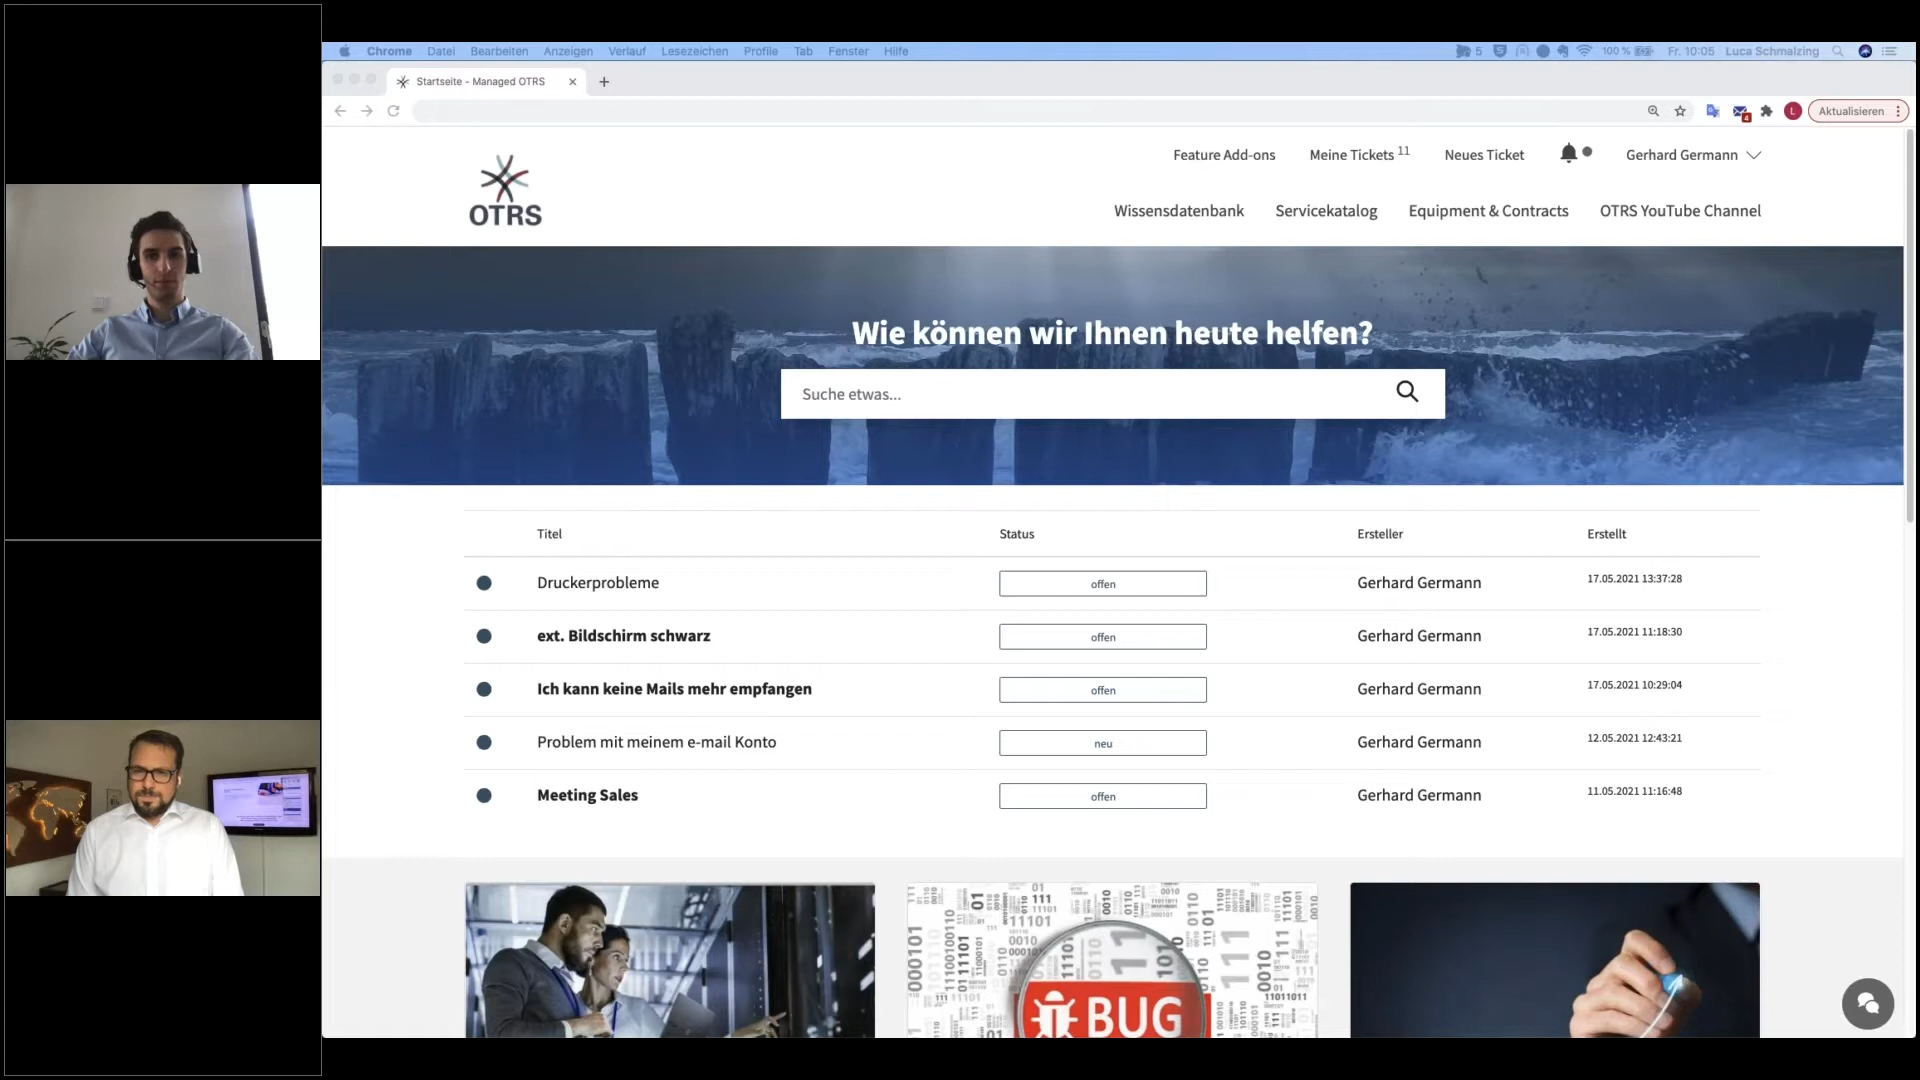 Chrome Datei Bearbeiten Anzeigen Verlauf Lesezeichen Profile Tab Fenster Hilfe 5 100 % Fr. 10:05 Luca Schmalzing
Startseite - Managed OTRS
L Aktualisieren
4
Feature Add-ons Meine Tickets 11 Neues Ticket Gerhard Germann
OTRS
Wissensdatenbank Servicekatalog Equipment & Contracts OTRS YouTube Channel
Wie können wir Ihnen heute helfen?
Suche etwas...
Titel Status Ersteller Erstellt
Druckerprobleme offen Gerhard Germann 17.05.2021 13:37:28
ext. Bildschirm schwarz offen Gerhard Germann 17.05.2021 11:18:30
Ich kann keine Mails mehr empfangen offen Gerhard Germann 17.05.2021 10:29:04
Problem mit meinem e-mail Konto neu Gerhard Germann 12.05.2021 12:43:21
Meeting Sales offen Gerhard Germann 11.05.2021 11:16:48
BUG